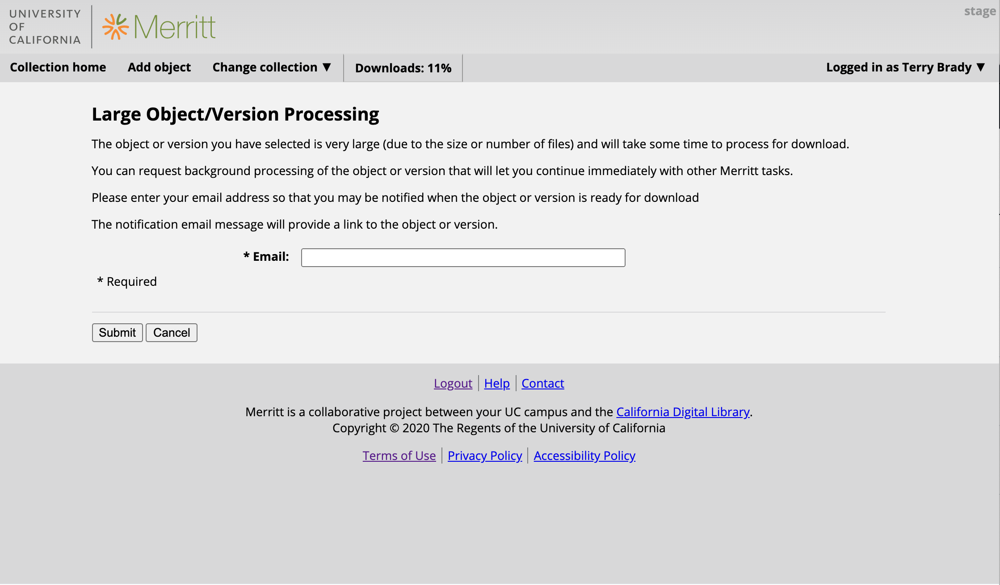 UNIVERSITY
OF
CALIFORNIA
Merritt
stage
Collection home Add object Change collection ▼ Downloads: 11% Logged in as Terry Brady ▼
Large Object/Version Processing
The object or version you have selected is very large (due to the size or number of files) and will take some time to process for download.
You can request background processing of the object or version that will let you continue immediately with other Merritt tasks.
Please enter your email address so that you may be notified when the object or version is ready for download
The notification email message will provide a link to the object or version.
* Email:
* Required
Submit Cancel
Logout | Help | Contact
Merritt is a collaborative project between your UC campus and the California Digital Library.
Copyright © 2020 The Regents of the University of California
Terms of Use | Privacy Policy | Accessibility Policy